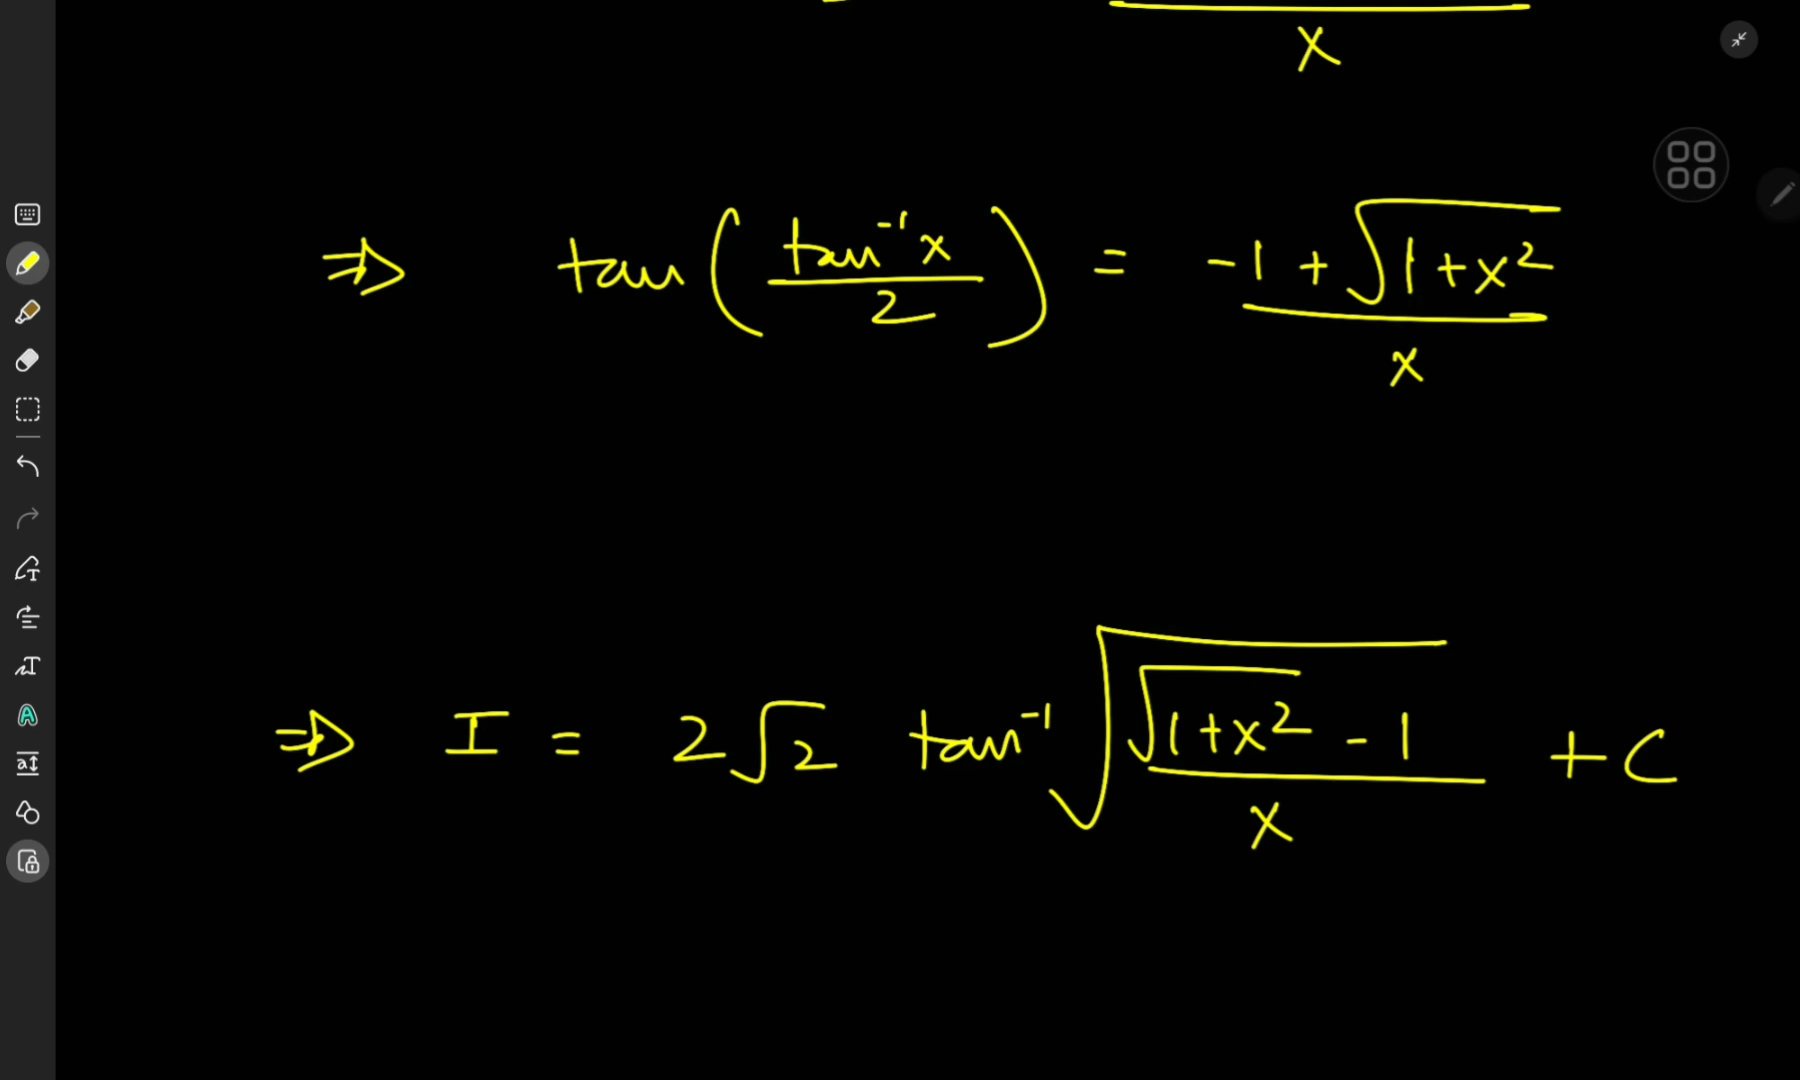 x
⇒ tan(tan⁻¹x / 2) = (-1 + √(1+x²)) / x
⇒ I = 2√2 tan⁻¹ √((√(1+x²) - 1) / x) + C